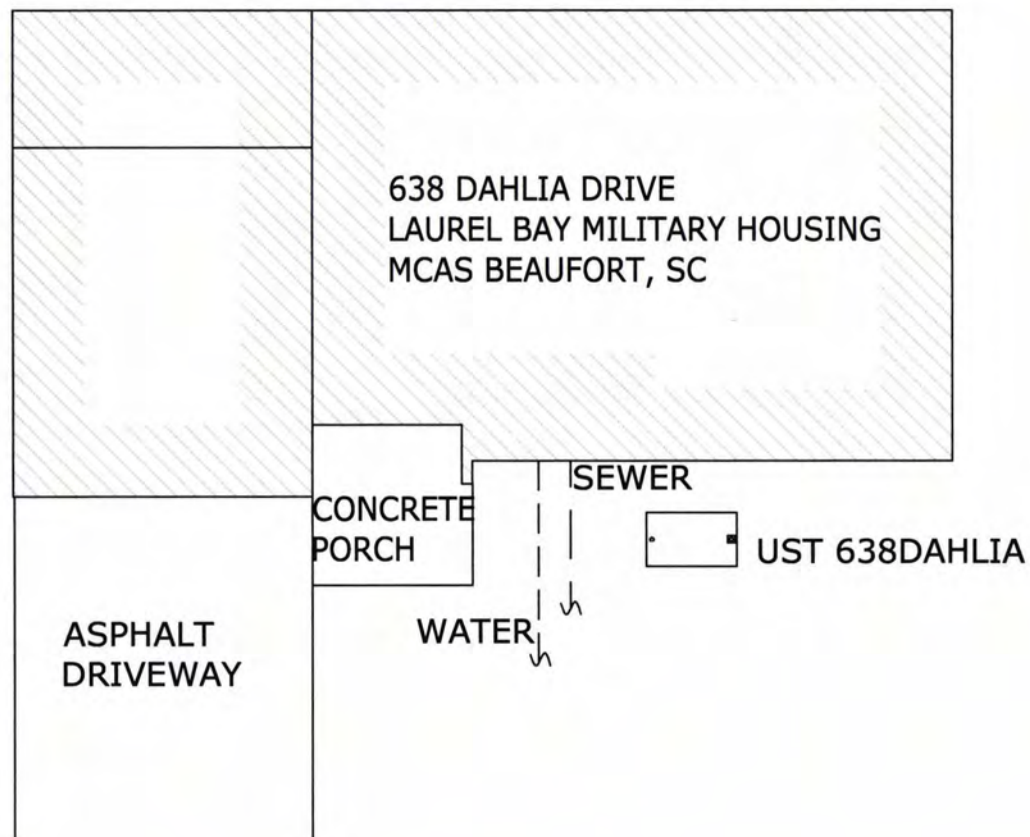 638 DAHLIA DRIVE
LAUREL BAY MILITARY HOUSING
MCAS BEAUFORT, SC
SEWER
CONCRETE
PORCH
UST 638DAHLIA
WATER
ASPHALT
DRIVEWAY